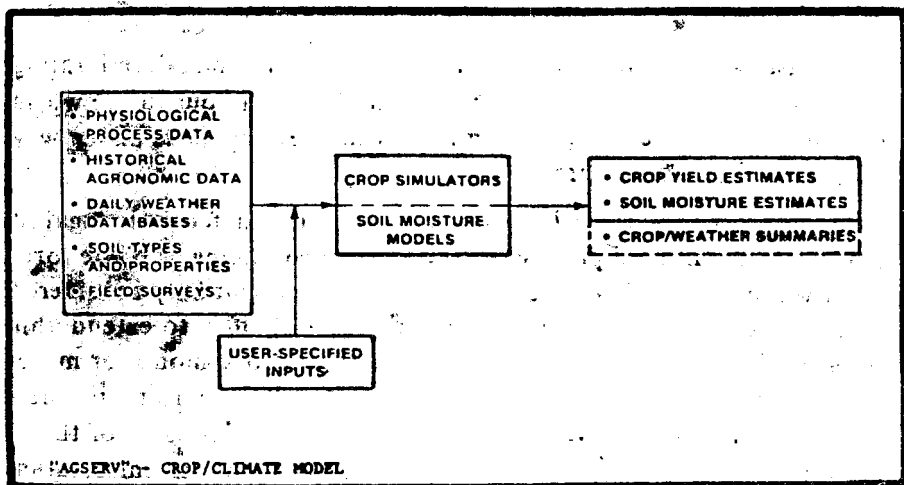 • PHYSIOLOGICAL
PROCESS DATA
• HISTORICAL
AGRONOMIC DATA
• DAILY WEATHER
DATA BASES
• SOIL TYPES
AND PROPERTIES
• FIELD SURVEYS
USER-SPECIFIED
INPUTS
CROP SIMULATORS
SOIL MOISTURE
MODELS
• CROP YIELD ESTIMATES
• SOIL MOISTURE ESTIMATES
• CROP/WEATHER SUMMARIES
"AGSERV" - CROP/CLIMATE MODEL